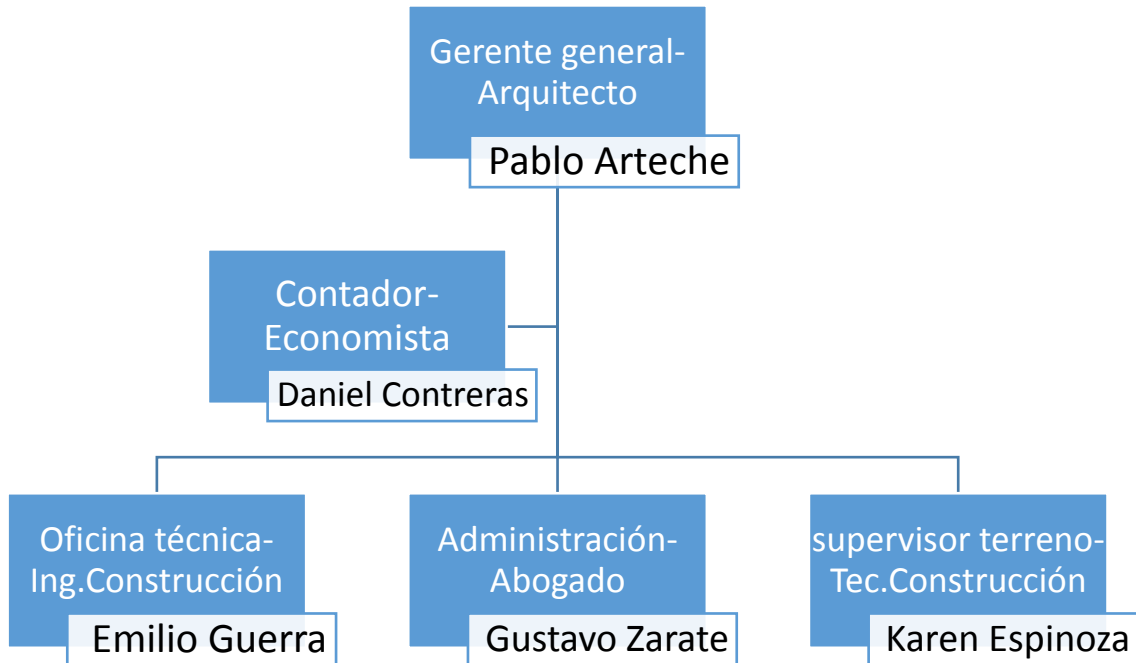 Gerente general-
Arquitecto
Pablo Arteche
Contador-
Economista
Daniel Contreras
Oficina técnica-
Ing.Construcción
Emilio Guerra
Administración-
Abogado
Gustavo Zarate
supervisor terreno-
Tec.Construcción
Karen Espinoza